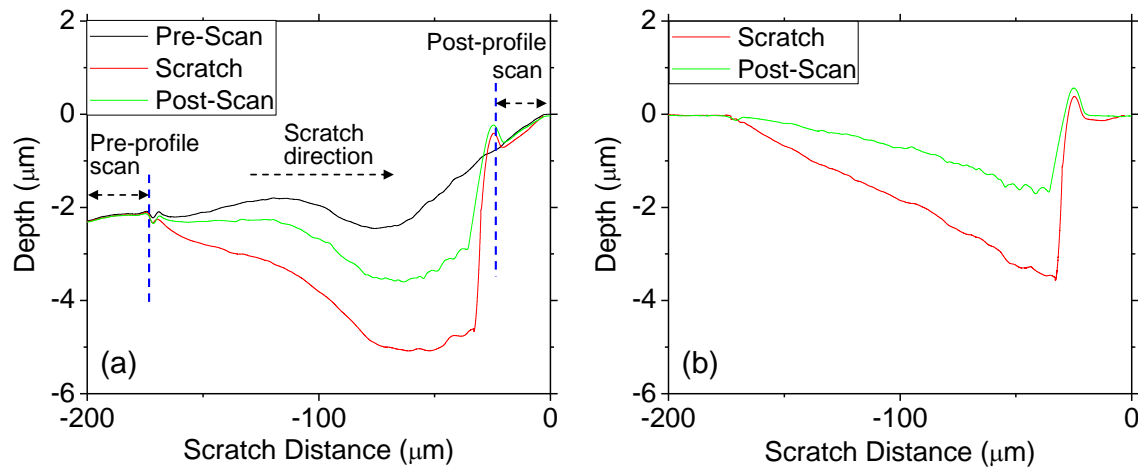 2
0
-2
-4
-6
-200
-100
0
Depth (μm)
Scratch Distance (μm)
Pre-Scan
Scratch
Post-Scan
Post-profile
scan
Pre-profile
scan
Scratch
direction
(a)
2
0
-2
-4
-6
-200
-100
0
Depth (μm)
Scratch Distance (μm)
Scratch
Post-Scan
(b)